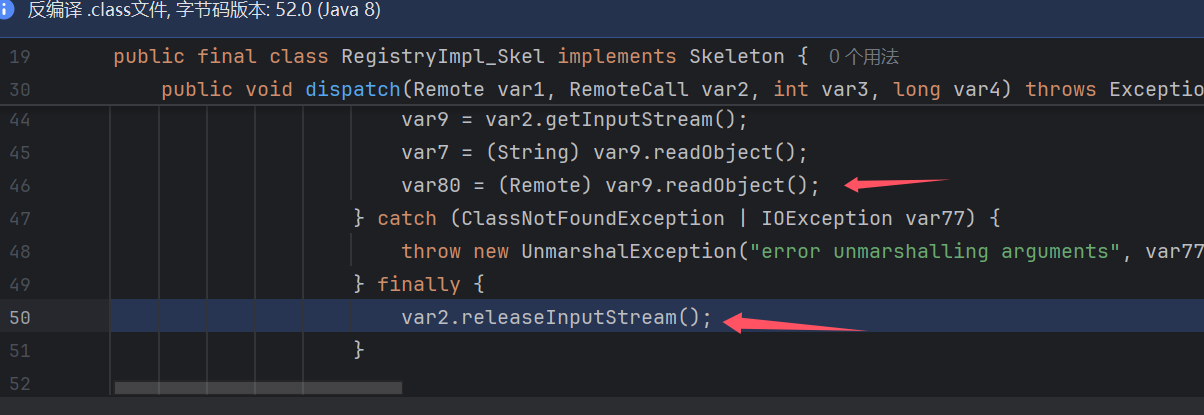 反编译 .class文件, 字节码版本: 52.0 (Java 8)
19 public final class RegistryImpl_Skel implements Skeleton { 0 个用法
30 public void dispatch(Remote var1, RemoteCall var2, int var3, long var4) throws Exceptio
44 var9 = var2.getInputStream();
45 var7 = (String) var9.readObject();
46 var80 = (Remote) var9.readObject();
47 } catch (ClassNotFoundException | IOException var77) {
48 throw new UnmarshalException("error unmarshalling arguments", var77
49 } finally {
50 var2.releaseInputStream();
51 }
52